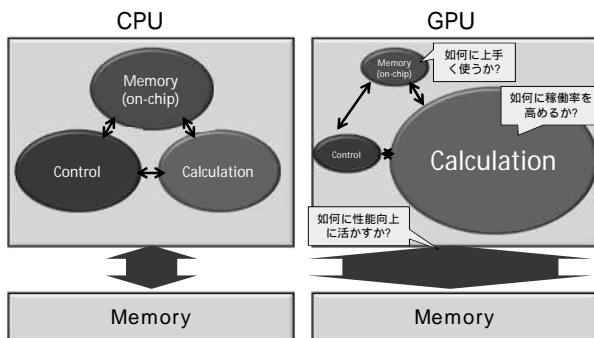 CPU
Memory
(on-chip)
Control
Calculation
Memory
GPU
Memory
(on-chip)
如何に上手
く使うか?
如何に稼働率を
高めるか?
Control
Calculation
如何に性能向上
に活かすか?
Memory